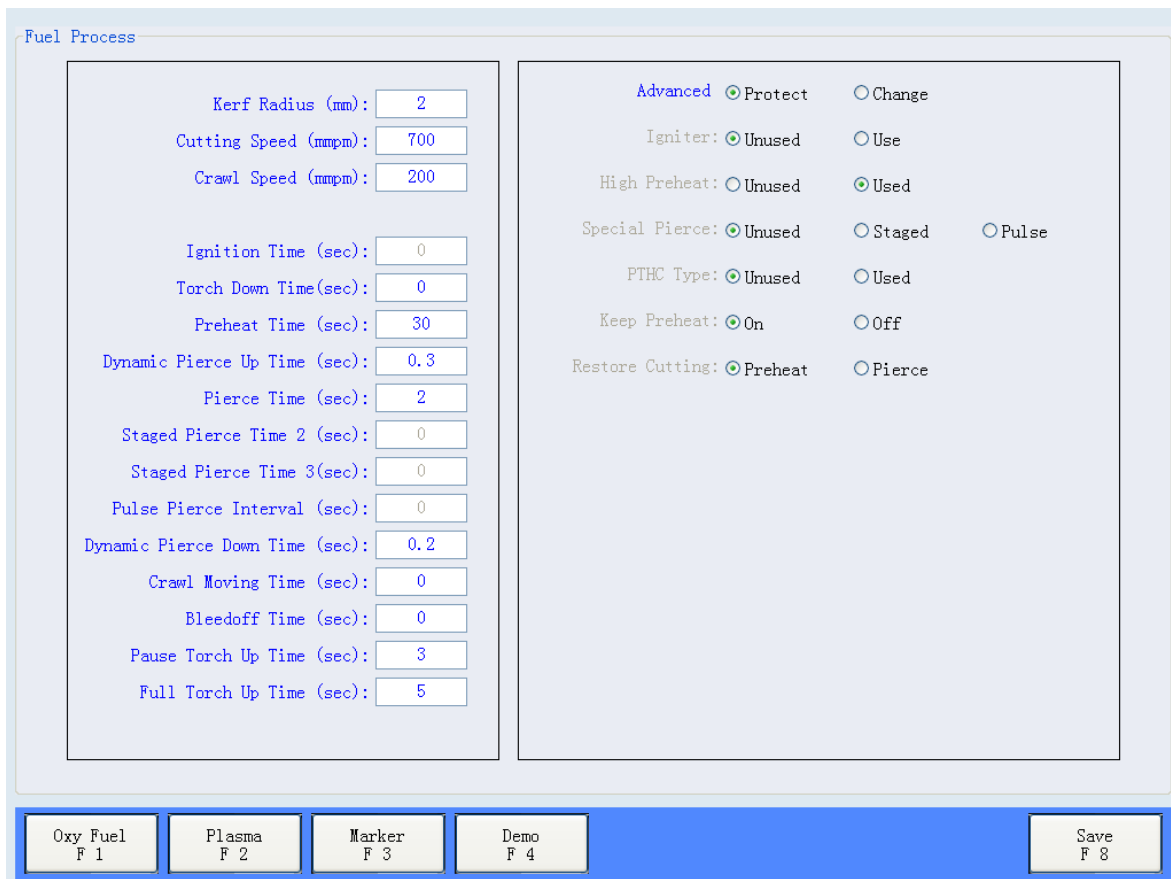 Fuel Process
Kerf Radius (mm): 2
Cutting Speed (mmpm): 700
Crawl Speed (mmpm): 200
Ignition Time (sec): 0
Torch Down Time(sec): 0
Preheat Time (sec): 30
Dynamic Pierce Up Time (sec): 0.3
Pierce Time (sec): 2
Staged Pierce Time 2 (sec): 0
Staged Pierce Time 3(sec): 0
Pulse Pierce Interval (sec): 0
Dynamic Pierce Down Time (sec): 0.2
Crawl Moving Time (sec): 0
Bleedoff Time (sec): 0
Pause Torch Up Time (sec): 3
Full Torch Up Time (sec): 5
Advanced Protect Change
Igniter: Unused Use
High Preheat: Unused Used
Special Pierce: Unused Staged Pulse
PTHC Type: Unused Used
Keep Preheat: On Off
Restore Cutting: Preheat Pierce
Oxy Fuel
F 1
Plasma
F 2
Marker
F 3
Demo
F 4
Save
F 8